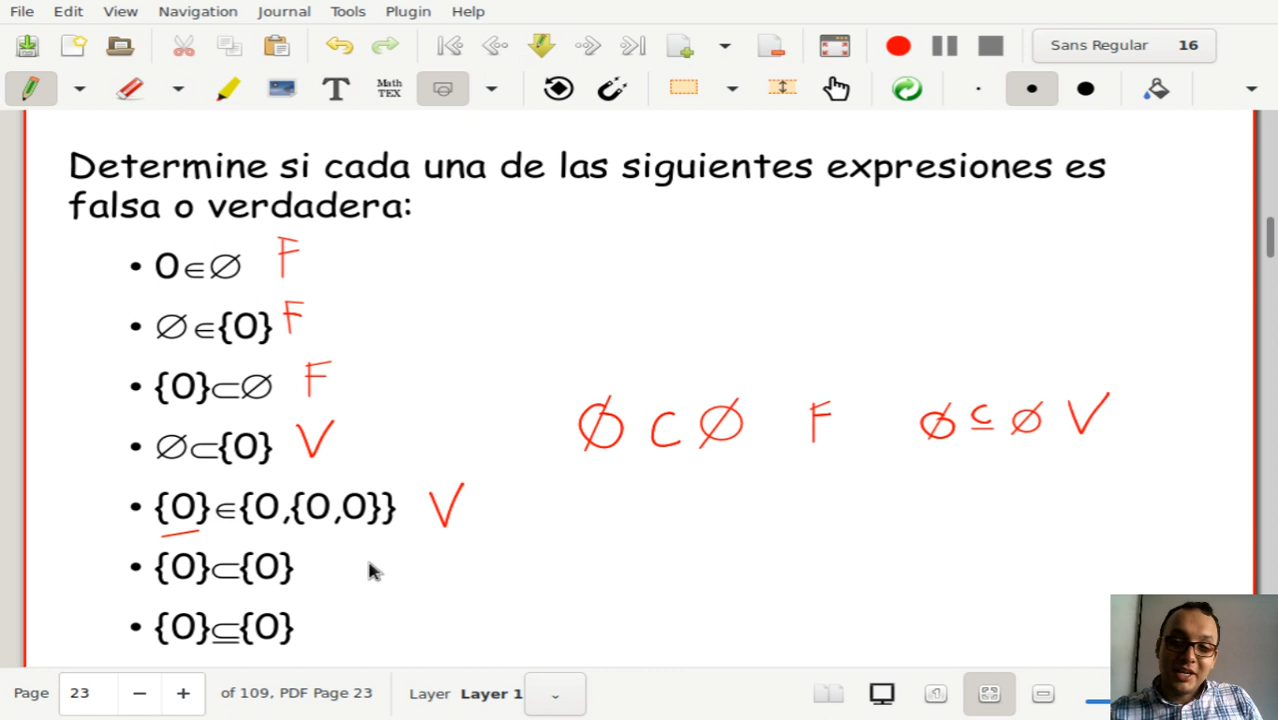 File Edit View Navigation Journal Tools Plugin Help
Sans Regular 16
T Math TEX
Determine si cada una de las siguientes expresiones es
falsa o verdadera:
• 0∈∅ F
• ∅∈{0} F
• {0}⊂∅ F
∅ ⊂ ∅ F ∅ ⊆ ∅ V
• ∅⊂{0} V
• {0}∈{0,{0,0}} V
• {0}⊂{0}
• {0}⊆{0}
Page 23 − + of 109, PDF Page 23 Layer Layer 1